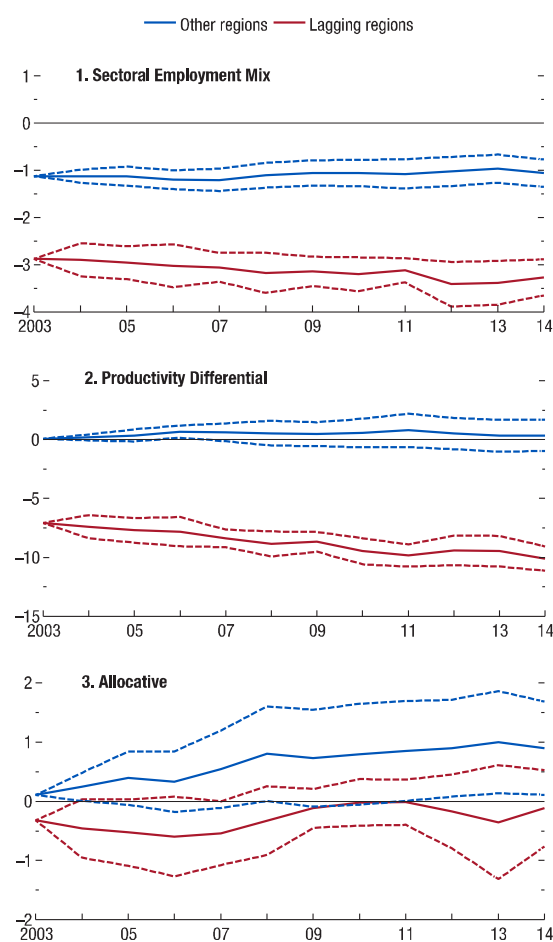 Other regions Lagging regions
1. Sectoral Employment Mix
1
0
–1
–2
–3
–4
2003 05 07 09 11 13 14
2. Productivity Differential
5
0
–5
–10
–15
2003 05 07 09 11 13 14
3. Allocative
2
1
0
–1
–2
2003 05 07 09 11 13 14